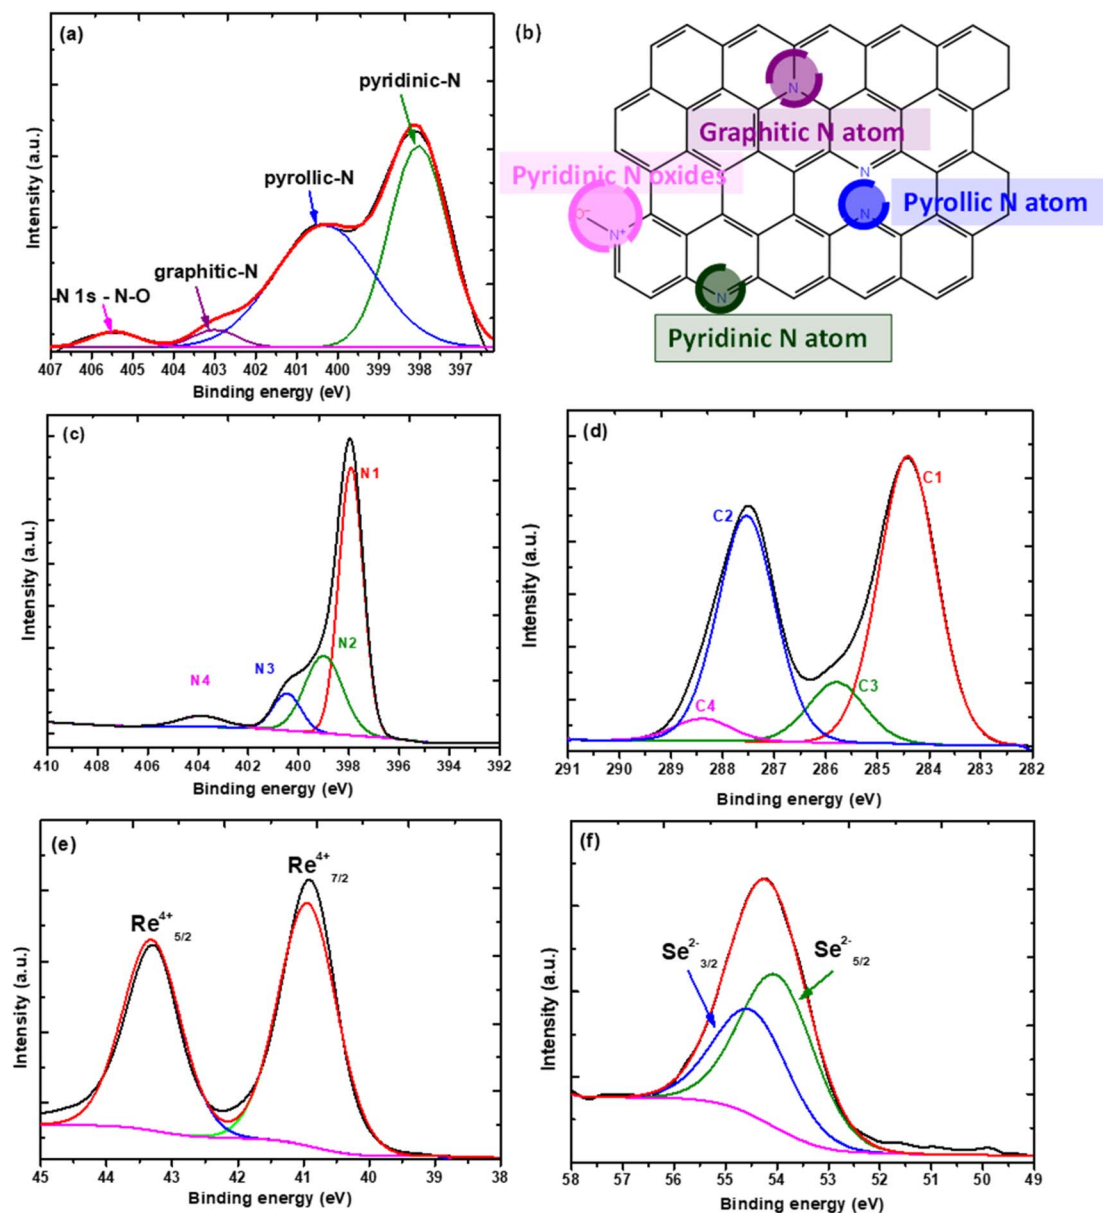 (a)
pyridinic-N
pyrollic-N
graphitic-N
N 1s - N-O
Intensity (a.u.)
407 406 405 404 403 402 401 400 399 398 397
Binding energy (eV)
(b)
N
Graphitic N atom
Pyridinic N oxides
N
O⁻
N
Pyrollic N atom
N⁺
N
Pyridinic N atom
(c)
N1
N2
N3
N4
Intensity (a.u.)
410 408 406 404 402 400 398 396 394 392
Binding energy (eV)
(d)
C1
C2
C3
C4
Intensity (a.u.)
291 290 289 288 287 286 285 284 283 282
Binding energy (eV)
(e)
Re⁴⁺ 7/2
Re⁴⁺ 5/2
Intensity (a.u.)
45 44 43 42 41 40 39 38
Binding energy (eV)
(f)
Se²⁻ 3/2
Se²⁻ 5/2
Intensity (a.u.)
58 57 56 55 54 53 52 51 50 49
Binding energy (eV)